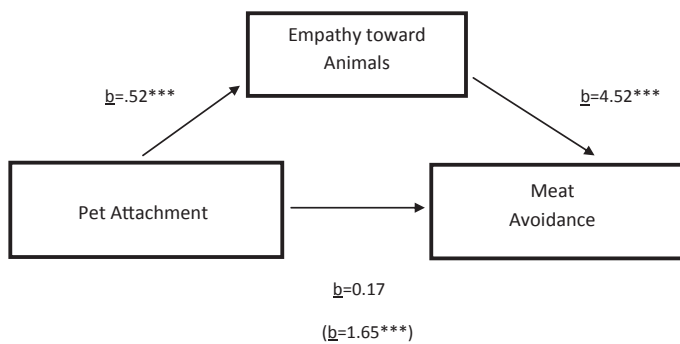 Empathy toward
Animals
b=.52***
b=4.52***
Pet Attachment
Meat
Avoidance
b=0.17
(b=1.65***)